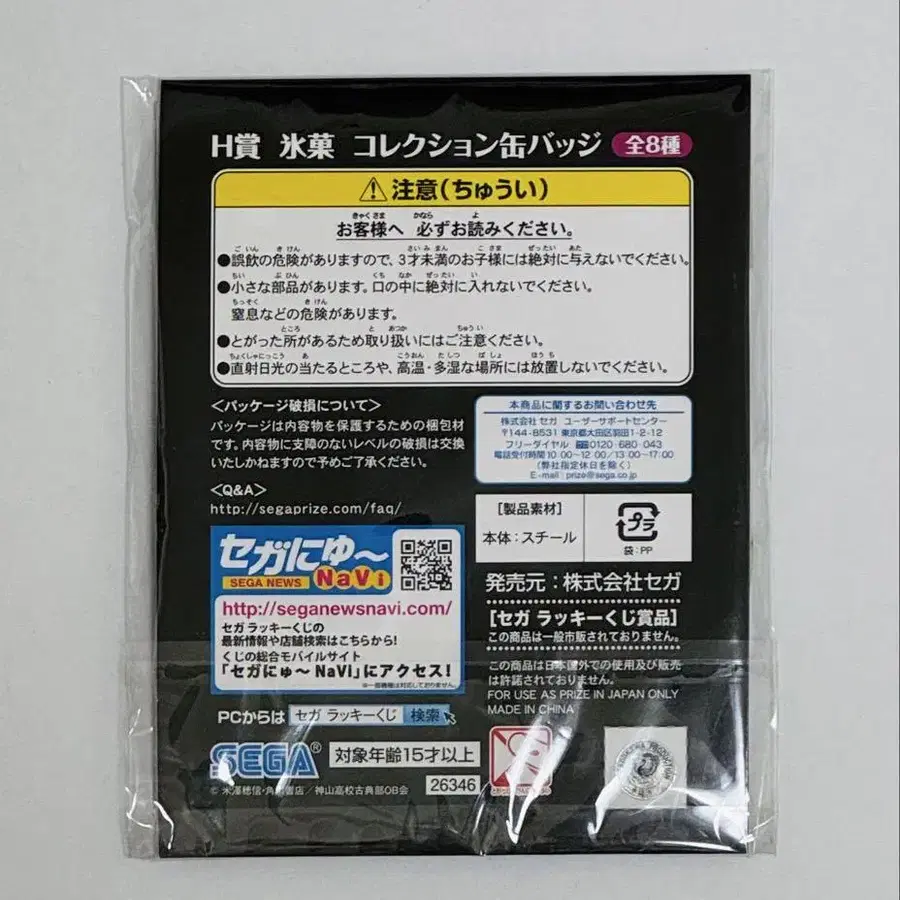 H賞 氷菓 コレクション缶バッジ 全8種
注意(ちゅうい)
お客様へ 必ずお読みください。
●誤飲の危険がありますので、3才未満のお子様には絶対に与えないでください。
●小さな部品があります。口の中に絶対に入れないでください。
窒息などの危険があります。
●とがった所があるため取り扱いにはご注意ください。
●直射日光の当たるところや、高温・多湿な場所には放置しないでください。
<パッケージ破損について>
パッケージは内容物を保護するための梱包材
です。内容物に支障のないレベルの破損は交換
いたしかねますので予めご了承ください。
<Q&A>
http://segaprize.com/faq/
本商品に関するお問い合わせ先
株式会社 セガ ユーザーサポートセンター
〒144-8531 東京都大田区羽田1-2-12
フリーダイヤル 0120-680-043
電話受付時間 10:00~12:00/13:00~17:00
(弊社指定休日を除く)
E-mail:prize@sega.co.jp
[製品素材]
本体:スチール
プラ
袋:PP
セガにゅ〜
SEGA NEWS NaVi
http://seganewsnavi.com/
セガ ラッキーくじの
最新情報や店舗検索はこちらから!
くじの総合モバイルサイト
「セガにゅ〜 NaVi」にアクセス!
※一部機種は対応しておりません。
PCからは セガ ラッキーくじ 検索
発売元:株式会社セガ
[セガ ラッキーくじ賞品]
この商品は一般市販されておりません。
この商品は日本国外での使用及び販売
は許諾されておりません。
FOR USE AS PRIZE IN JAPAN ONLY
MADE IN CHINA
SEGA® 対象年齢15才以上
© 米澤穂信・角川書店/神山高校古典部OB会 26346